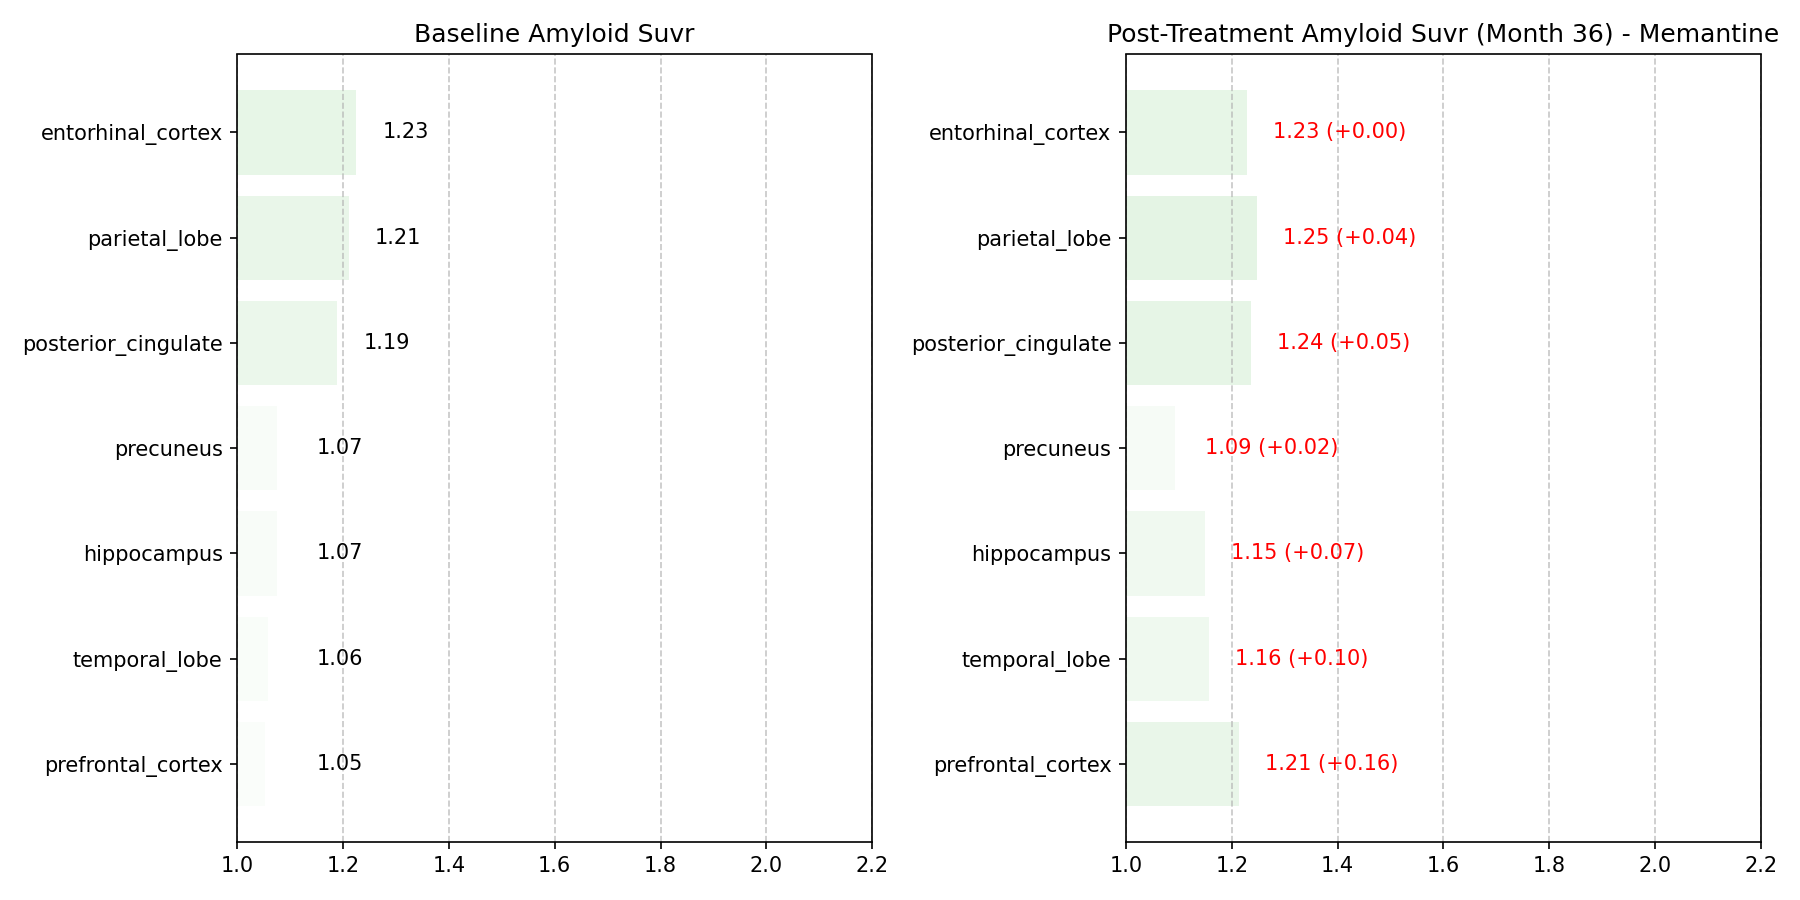 Baseline Amyloid Suvr
entorhinal_cortex
1.23
parietal_lobe
1.21
posterior_cingulate
1.19
precuneus
1.07
hippocampus
1.07
temporal_lobe
1.06
prefrontal_cortex
1.05
1.0 1.2 1.4 1.6 1.8 2.0 2.2
Post-Treatment Amyloid Suvr (Month 36) - Memantine
entorhinal_cortex
1.23 (+0.00)
parietal_lobe
1.25 (+0.04)
posterior_cingulate
1.24 (+0.05)
precuneus
1.09 (+0.02)
hippocampus
1.15 (+0.07)
temporal_lobe
1.16 (+0.10)
prefrontal_cortex
1.21 (+0.16)
1.0 1.2 1.4 1.6 1.8 2.0 2.2